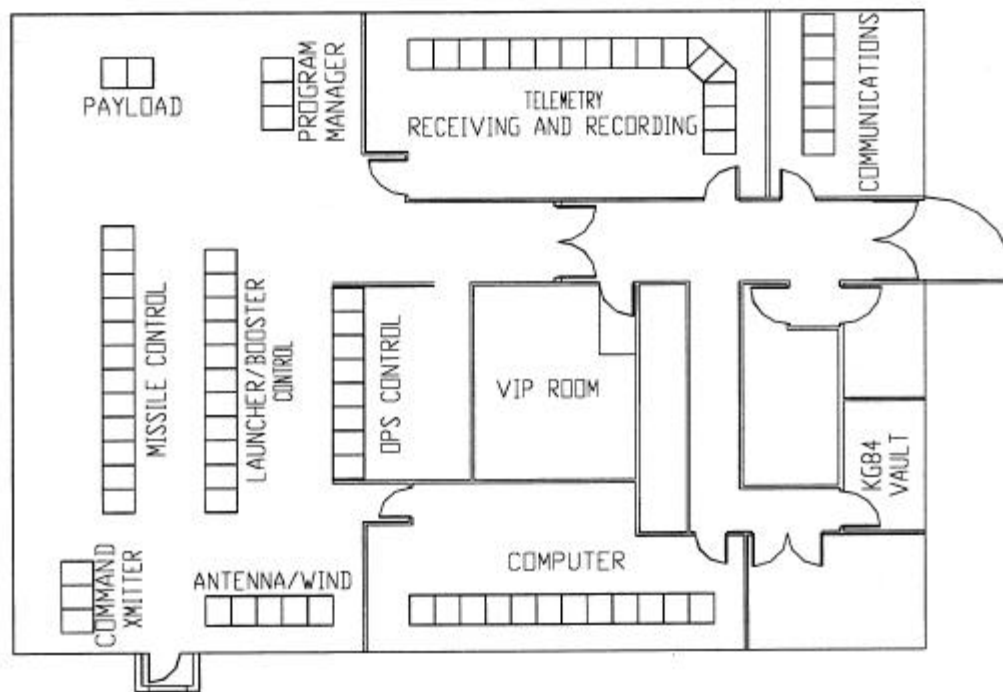 PAYLOAD
PROGRAM
MANAGER
TELEMETRY
RECEIVING AND RECORDING
COMMUNICATIONS
MISSILE CONTROL
LAUNCHER/BOOSTER
CONTROL
OPS CONTROL
VIP ROOM
KG84
VAULT
COMMAND
XMITTER
ANTENNA/WIND
COMPUTER